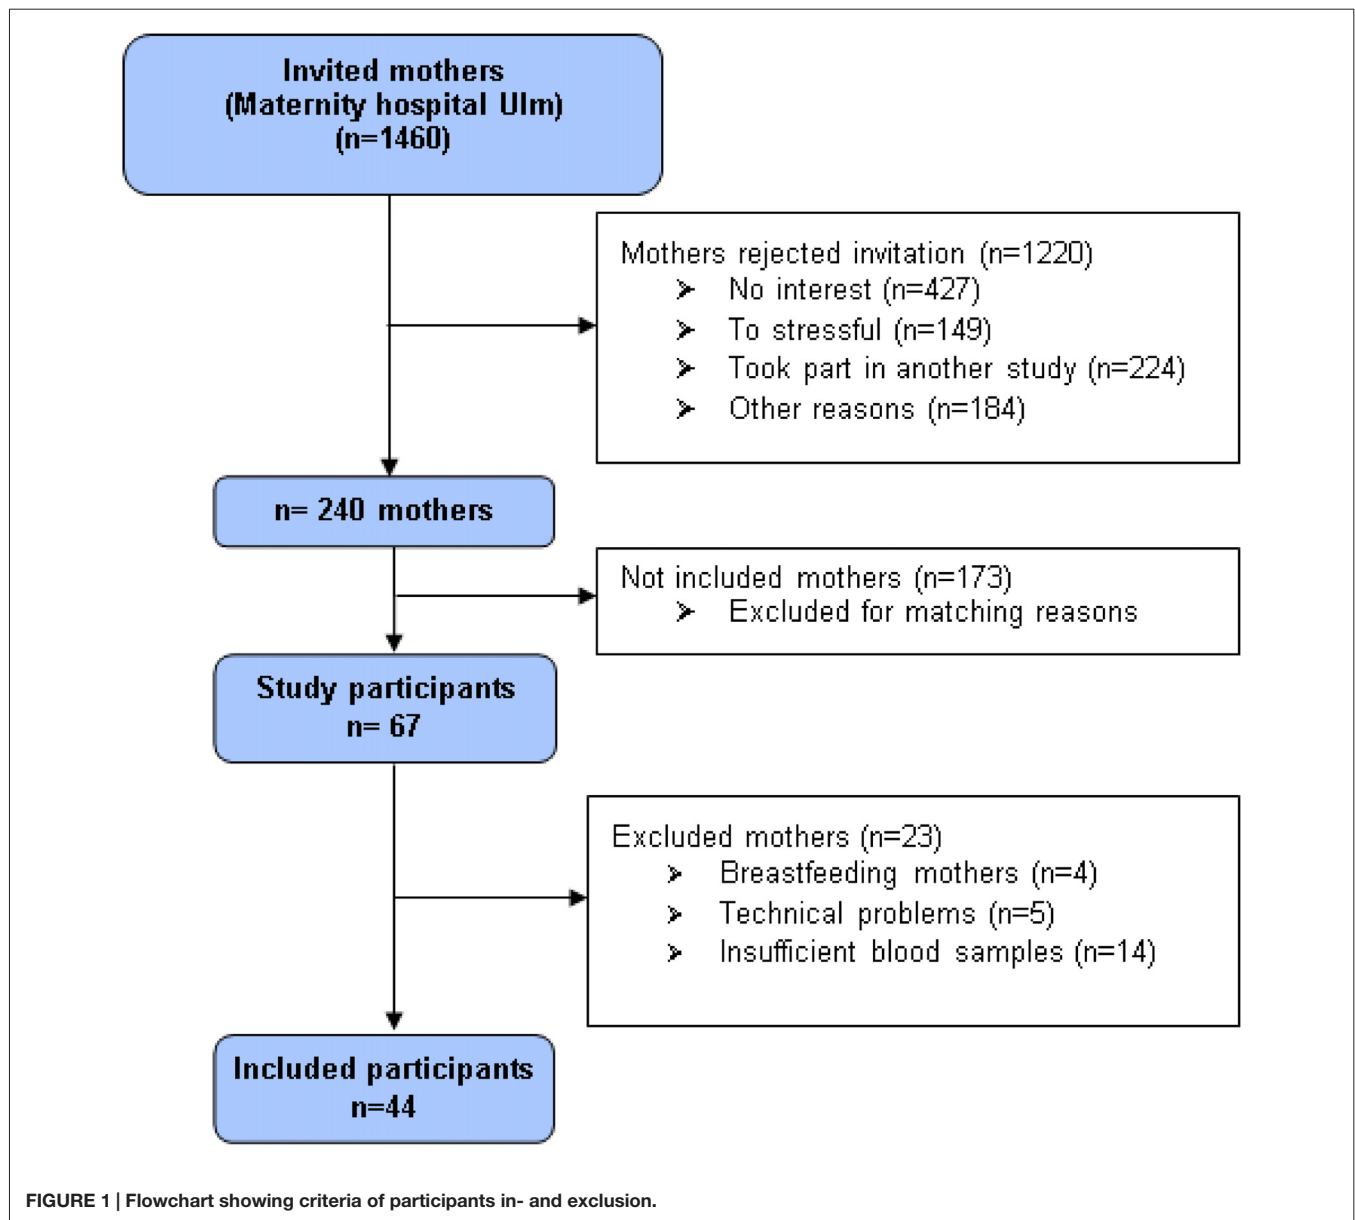 Invited mothers
(Maternity hospital Ulm)
(n=1460)
Mothers rejected invitation (n=1220)
➤ No interest (n=427)
➤ To stressful (n=149)
➤ Took part in another study (n=224)
➤ Other reasons (n=184)
n= 240 mothers
Not included mothers (n=173)
➤ Excluded for matching reasons
Study participants
n= 67
Excluded mothers (n=23)
➤ Breastfeeding mothers (n=4)
➤ Technical problems (n=5)
➤ Insufficient blood samples (n=14)
Included participants
n=44
FIGURE 1 | Flowchart showing criteria of participants in- and exclusion.